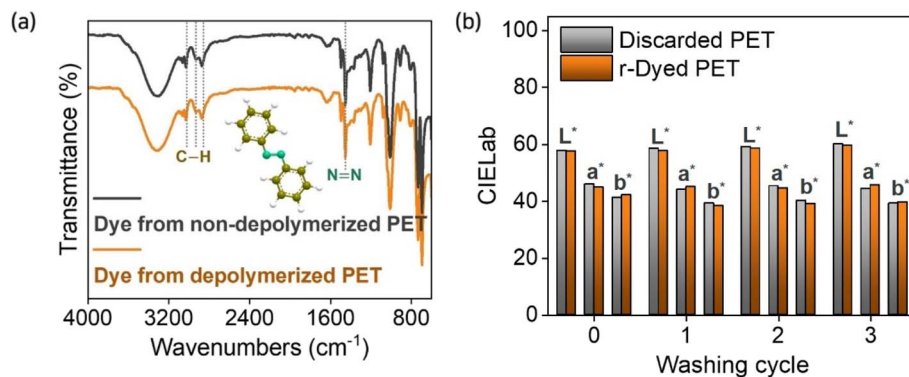 (a)
Transmittance (%)
C–H
N=N
Dye from non-depolymerized PET
Dye from depolymerized PET
4000 3200 2400 1600 800
Wavenumbers (cm⁻¹)
(b)
Discarded PET
r-Dyed PET
CIELab
100
80
60
40
20
0
L* a* b* L* a* b* L* a* b* L* a* b*
0 1 2 3
Washing cycle